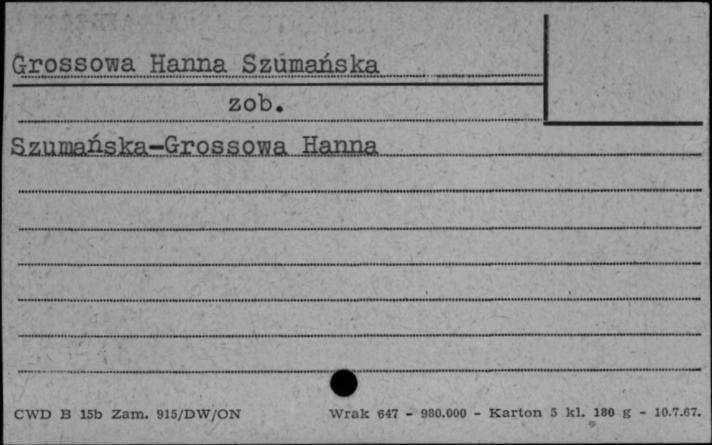 Grossowa Hanna Szumańska
zob.
Szumańska-Grossowa Hanna
CWD B 15b Zam. 915/DW/ON Wrak 647 - 980.000 - Karton 5 kl. 180 g - 10.7.67.